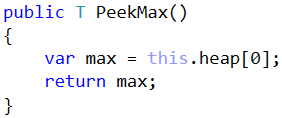 public T PeekMax()
{
    var max = this.heap[0];
    return max;
}